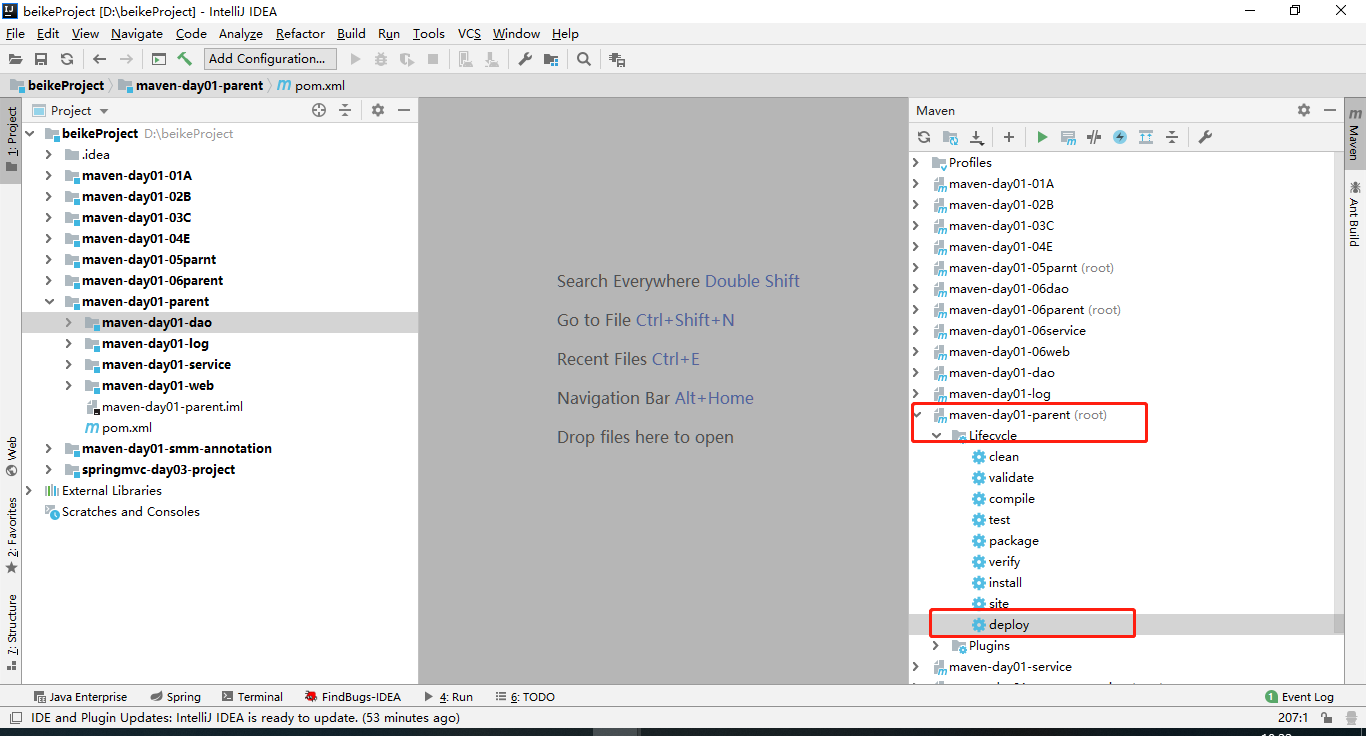 beikeProject [D:\beikeProject] - IntelliJ IDEA
File Edit View Navigate Code Analyze Refactor Build Run Tools VCS Window Help
Add Configuration...
beikeProject maven-day01-parent pom.xml
1: Project
Web
2: Favorites
7: Structure
Project
beikeProject D:\beikeProject
.idea
maven-day01-01A
maven-day01-02B
maven-day01-03C
maven-day01-04E
maven-day01-05parnt
maven-day01-06parent
maven-day01-parent
maven-day01-dao
maven-day01-log
maven-day01-service
maven-day01-web
maven-day01-parent.iml
pom.xml
maven-day01-smm-annotation
springmvc-day03-project
External Libraries
Scratches and Consoles
Search Everywhere Double Shift
Go to File Ctrl+Shift+N
Recent Files Ctrl+E
Navigation Bar Alt+Home
Drop files here to open
Maven
Profiles
maven-day01-01A
maven-day01-02B
maven-day01-03C
maven-day01-04E
maven-day01-05parnt (root)
maven-day01-06dao
maven-day01-06parent (root)
maven-day01-06service
maven-day01-06web
maven-day01-dao
maven-day01-log
maven-day01-parent (root)
Lifecycle
clean
validate
compile
test
package
verify
install
site
deploy
Plugins
maven-day01-service
Maven
Ant Build
Java Enterprise Spring Terminal FindBugs-IDEA 4: Run 6: TODO 1 Event Log
IDE and Plugin Updates: IntelliJ IDEA is ready to update. (53 minutes ago) 207:1